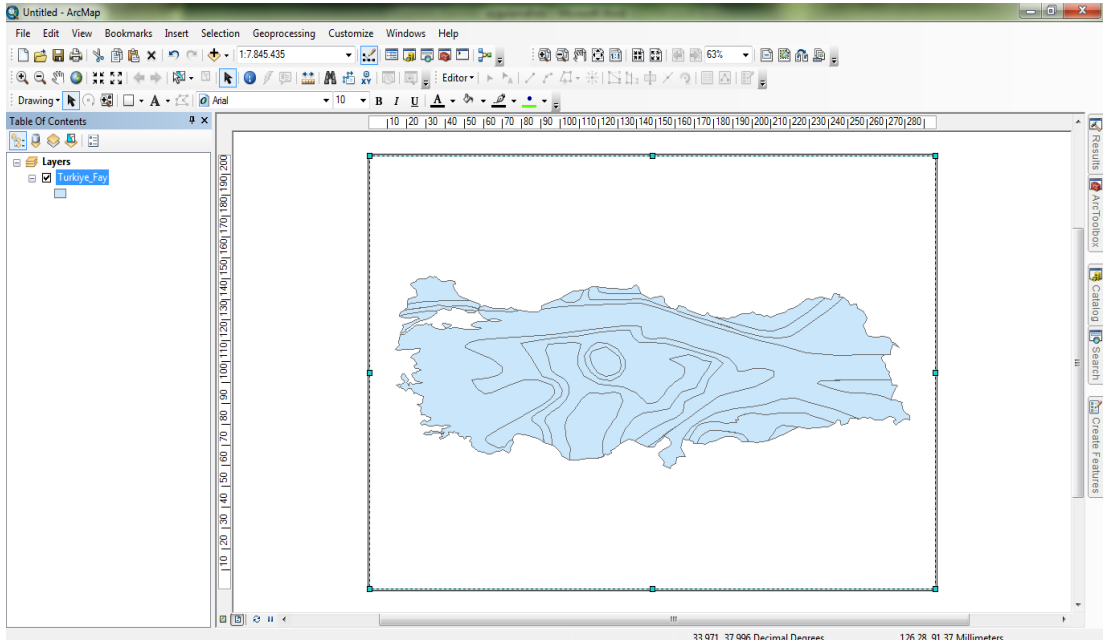 Untitled - ArcMap
File Edit View Bookmarks Insert Selection Geoprocessing Customize Windows Help
1:7.845.435
63%
Editor
Drawing
A
Arial
10
B I U A
Table Of Contents
Layers
Turkiye_Fay
|10 |20 |30 |40 |50 |60 |70 |80 |90 |100|110|120|130|140|150|160|170|180|190|200|210|220|230|240|250|260|270|280|
|10 |20 |30 |40 |50 |60 |70 |80 |90 |100|110|120|130|140|150|160|170|180|190|200
Results
ArcToolbox
Catalog
Search
Create Features
33,971 37,996 Decimal Degrees
126,28 91,37 Millimeters